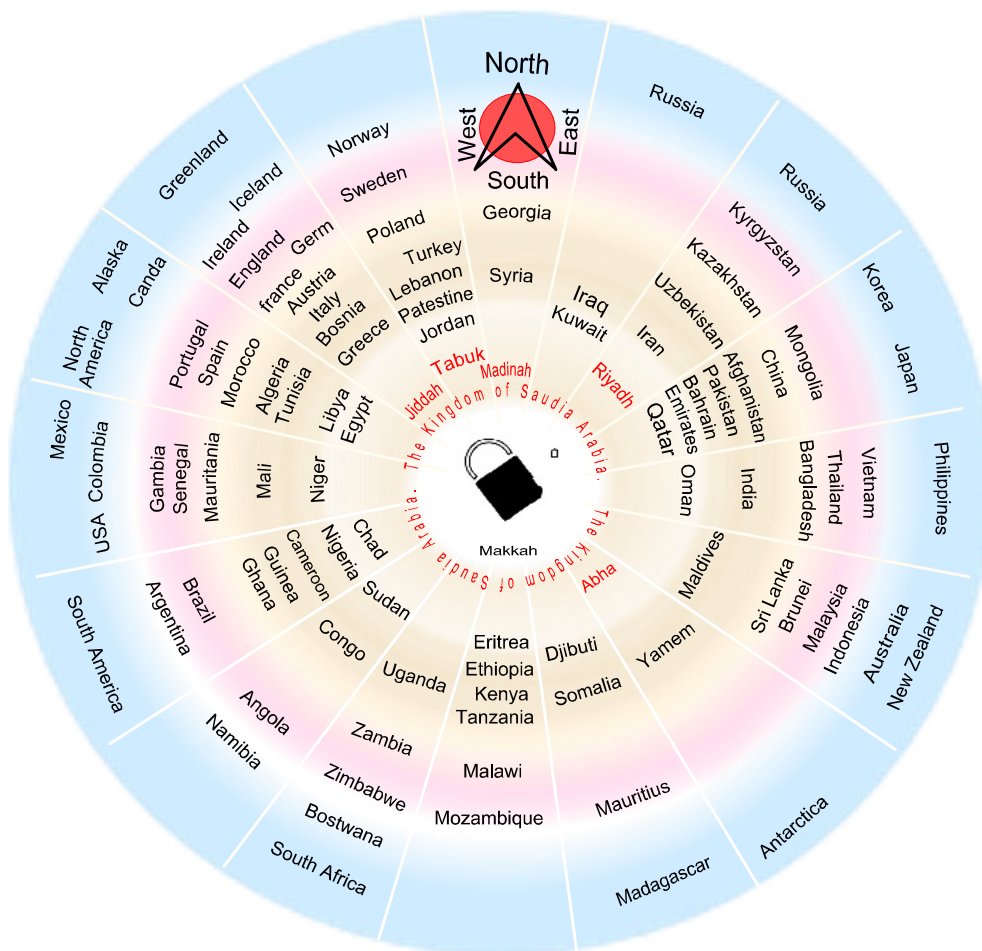 North
West
East
South
Georgia
Syria
Madinah
Russia
Iraq
Kuwait
Riyadh
Russia
Kyrgyzstan
Kazakhstan
Uzbekistan
Iran
Korea
Japan
Mongolia
China
Afghanistan
Pakistan
Bahrain
Emirates
Qatar
Philippines
Vietnam
Thailand
Bangladesh
India
Oman
Maldives
Sri Lanka
Brunei
Malaysia
Indonesia
Australia
New Zealand
Abha
Yamem
Antarctica
Djibuti
Somalia
Mauritius
Madagascar
Eritrea
Ethiopia
Kenya
Tanzania
Malawi
Mozambique
Uganda
Zambia
Zimbabwe
Bostwana
South Africa
Sudan
Congo
Angola
Namibia
Chad
Nigeria
Cameroon
Guinea
Ghana
Brazil
Argentina
South America
Niger
Mali
Mauritania
Senegal
Gambia
USA Colombia
Mexico
Egypt
Libya
Tunisia
Algeria
Morocco
Spain
Portugal
North
America
Canda
Alaska
Jiddah
Greece
Bosnia
Italy
Austria
france
Germ
England
Ireland
Iceland
Greenland
Tabuk
Jordan
Patestine
Lebanon
Turkey
Poland
Sweden
Norway
The Kingdom of Saudia Arabia.
The Kingdom of Saudia Arabia.
Makkah